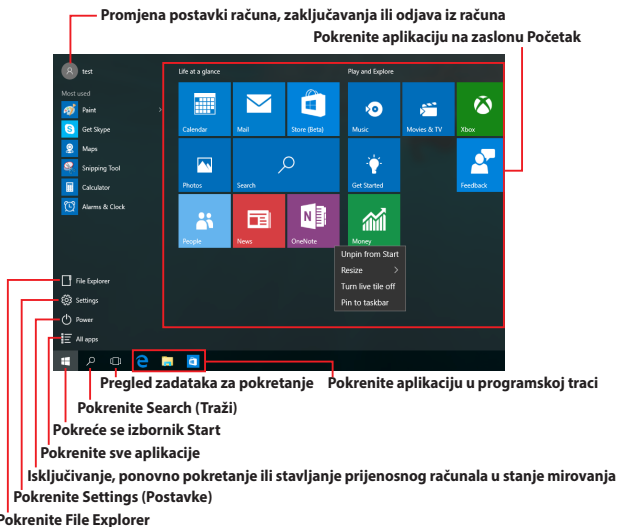 Promjena postavki računa, zaključavanja ili odjava iz računa
Pokrenite aplikaciju na zaslonu Početak
test
Most used
Paint
Get Skype
Maps
Snipping Tool
Calculator
Alarms & Clock
File Explorer
Settings
Power
All apps
Life at a glance
Calendar
Mail
Store (Beta)
Photos
Search
People
News
OneNote
Play and Explore
Music
Movies & TV
Xbox
Get Started
Feedback
Money
Unpin from Start
Resize
Turn live tile off
Pin to taskbar
Pregled zadataka za pokretanje
Pokrenite aplikaciju u programskoj traci
Pokrenite Search (Traži)
Pokreće se izbornik Start
Pokrenite sve aplikacije
Isključivanje, ponovno pokretanje ili stavljanje prijenosnog računala u stanje mirovanja
Pokrenite Settings (Postavke)
Pokrenite File Explorer